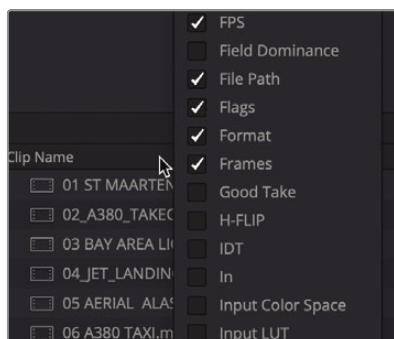 FPS
Field Dominance
File Path
Flags
Format
Frames
Good Take
H-FLIP
IDT
In
Input Color Space
Input LUT
Clip Name
01 ST MAARTEN
02_A380_TAKEO
03 BAY AREA LI
04_JET_LANDIN
05 AERIAL ALAS
06 A380 TAXI.m